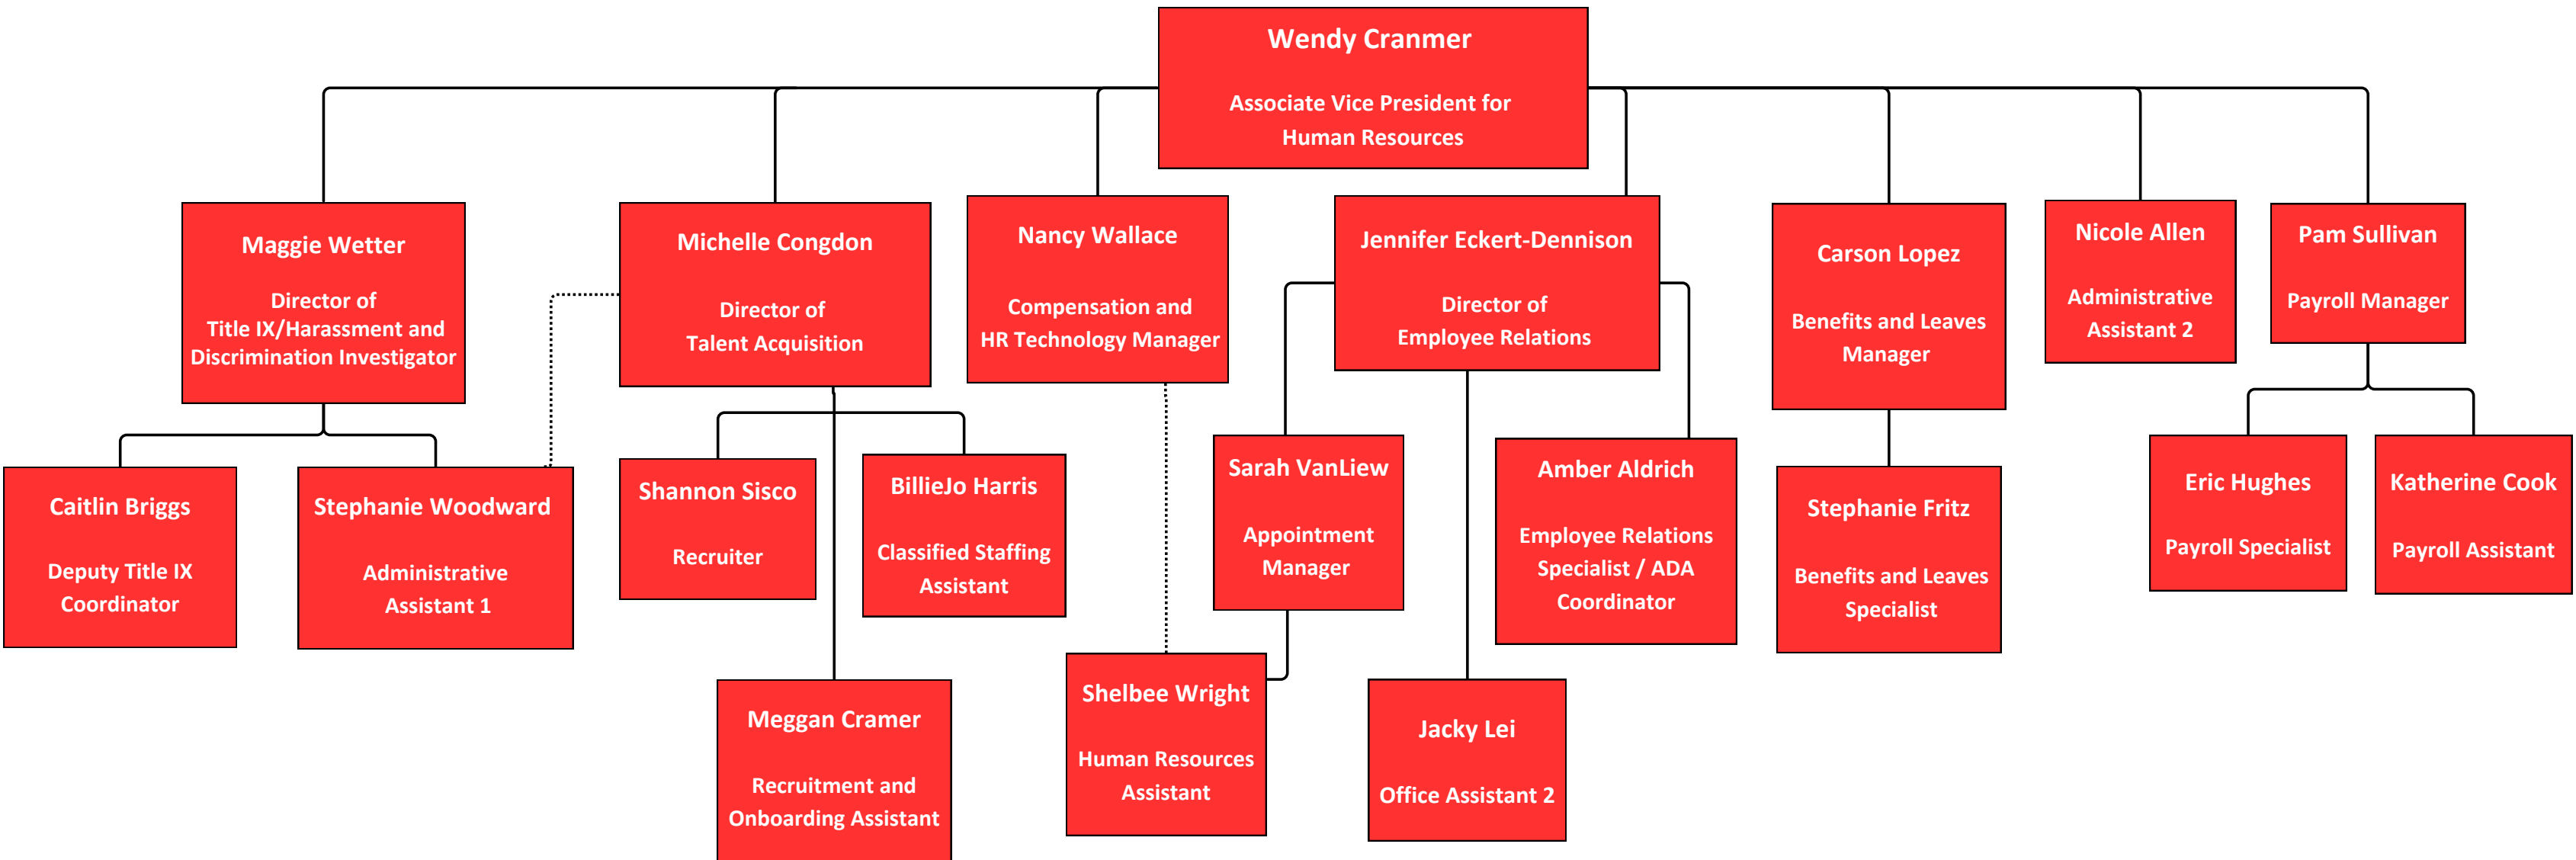 Wendy Cranmer
Associate Vice President for
Human Resources
Maggie Wetter
Director of
Title IX/Harassment and
Discrimination Investigator
Michelle Congdon
Director of
Talent Acquisition
Nancy Wallace
Compensation and
HR Technology Manager
Jennifer Eckert-Dennison
Director of
Employee Relations
Carson Lopez
Benefits and Leaves
Manager
Nicole Allen
Administrative
Assistant 2
Pam Sullivan
Payroll Manager
Caitlin Briggs
Deputy Title IX
Coordinator
Stephanie Woodward
Administrative
Assistant 1
Shannon Sisco
Recruiter
BillieJo Harris
Classified Staffing
Assistant
Sarah VanLiew
Appointment
Manager
Amber Aldrich
Employee Relations
Specialist / ADA
Coordinator
Stephanie Fritz
Benefits and Leaves
Specialist
Eric Hughes
Payroll Specialist
Katherine Cook
Payroll Assistant
Meggan Cramer
Recruitment and
Onboarding Assistant
Shelbee Wright
Human Resources
Assistant
Jacky Lei
Office Assistant 2